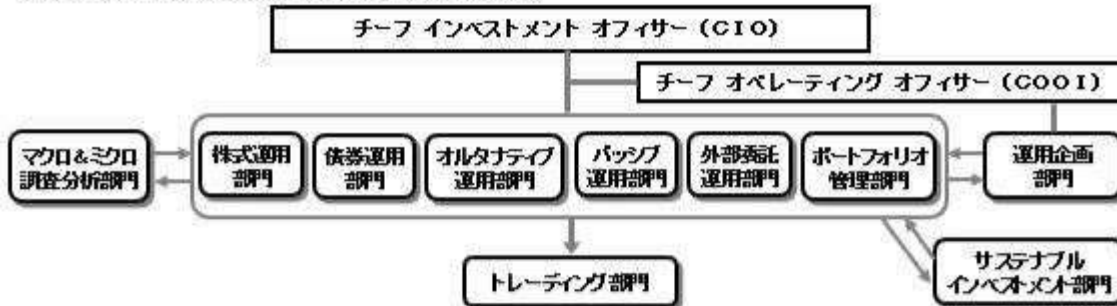 チーフ インベストメント オフィサー (CIO)
チーフ オペレーティング オフィサー (COOI)
マクロ&ミクロ
調査分析部門
株式運用
部門
債券運用
部門
オルタナティブ
運用部門
パッシブ
運用部門
外部委託
運用部門
ポートフォリオ
管理部門
運用企画
部門
トレーディング部門
サステナブル
インベストメント部門